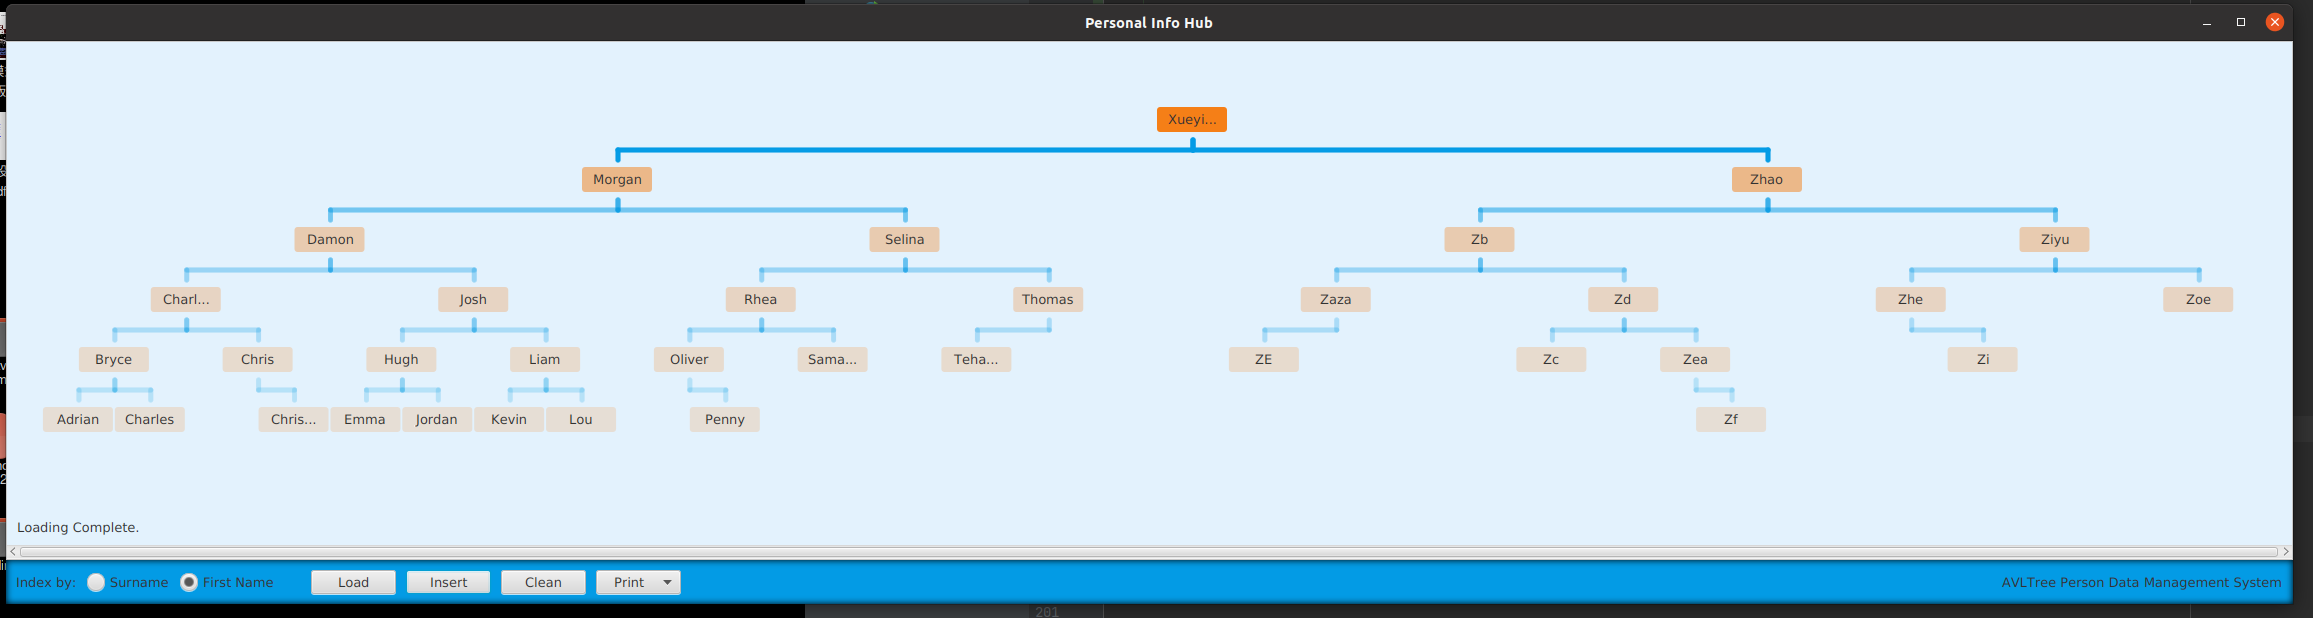 Personal Info Hub
Xueyi...
Morgan Zhao
Damon Selina Zb Ziyu
Charl... Josh Rhea Thomas Zaza Zd Zhe Zoe
Bryce Chris Hugh Liam Oliver Sama... Teha... ZE Zc Zea Zi
Adrian Charles Chris... Emma Jordan Kevin Lou Penny Zf
Loading Complete.
Index by: Surname First Name Load Insert Clean Print AVLTree Person Data Management System
201